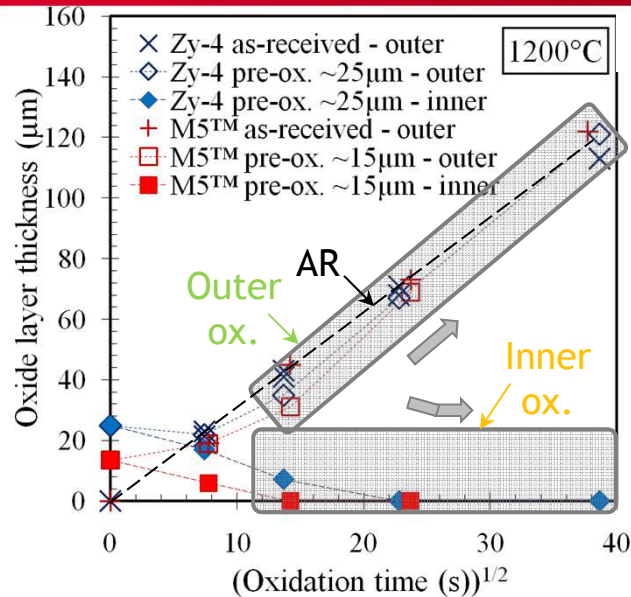 160
140
120
100
80
60
40
20
0
Oxide layer thickness (μm)
Zy-4 as-received - outer
Zy-4 pre-ox. ~25μm - outer
Zy-4 pre-ox. ~25μm - inner
M5™ as-received - outer
M5™ pre-ox. ~15μm - outer
M5™ pre-ox. ~15μm - inner
1200°C
AR
Outer
ox.
Inner
ox.
0 10 20 30 40
(Oxidation time (s))^1/2